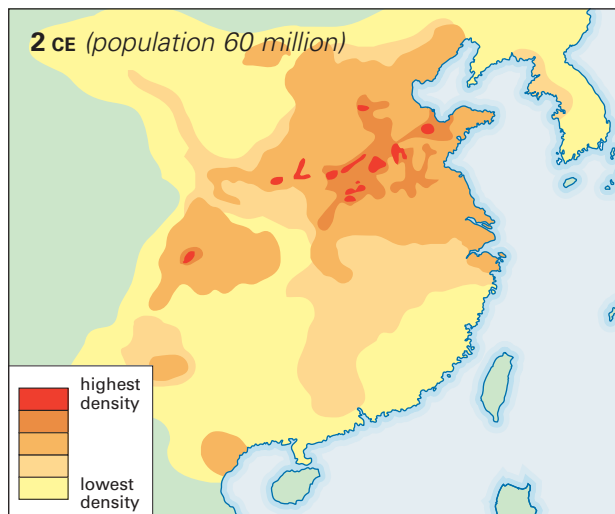 2 CE (population 60 million)
highest
density
lowest
density